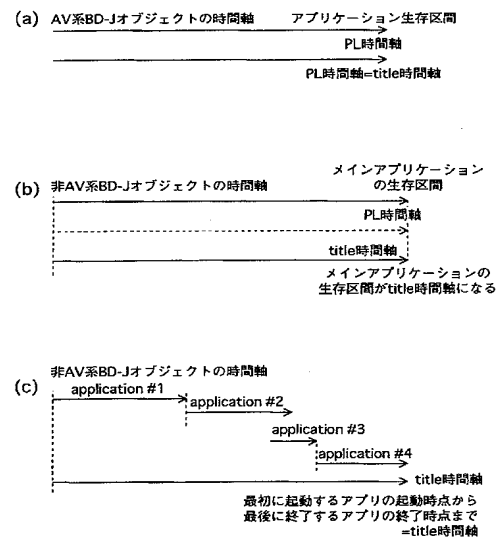 (a) AV系BD-Jオブジェクトの時間軸 アプリケーション生存区間
PL時間軸
PL時間軸=title時間軸
(b) 非AV系BD-Jオブジェクトの時間軸 メインアプリケーション
の生存区間
PL時間軸
title時間軸
メインアプリケーションの
生存区間がtitle時間軸になる
(c) 非AV系BD-Jオブジェクトの時間軸
application #1
application #2
application #3
application #4
title時間軸
最初に起動するアプリの起動時点から
最後に終了するアプリの終了時点まで
=title時間軸